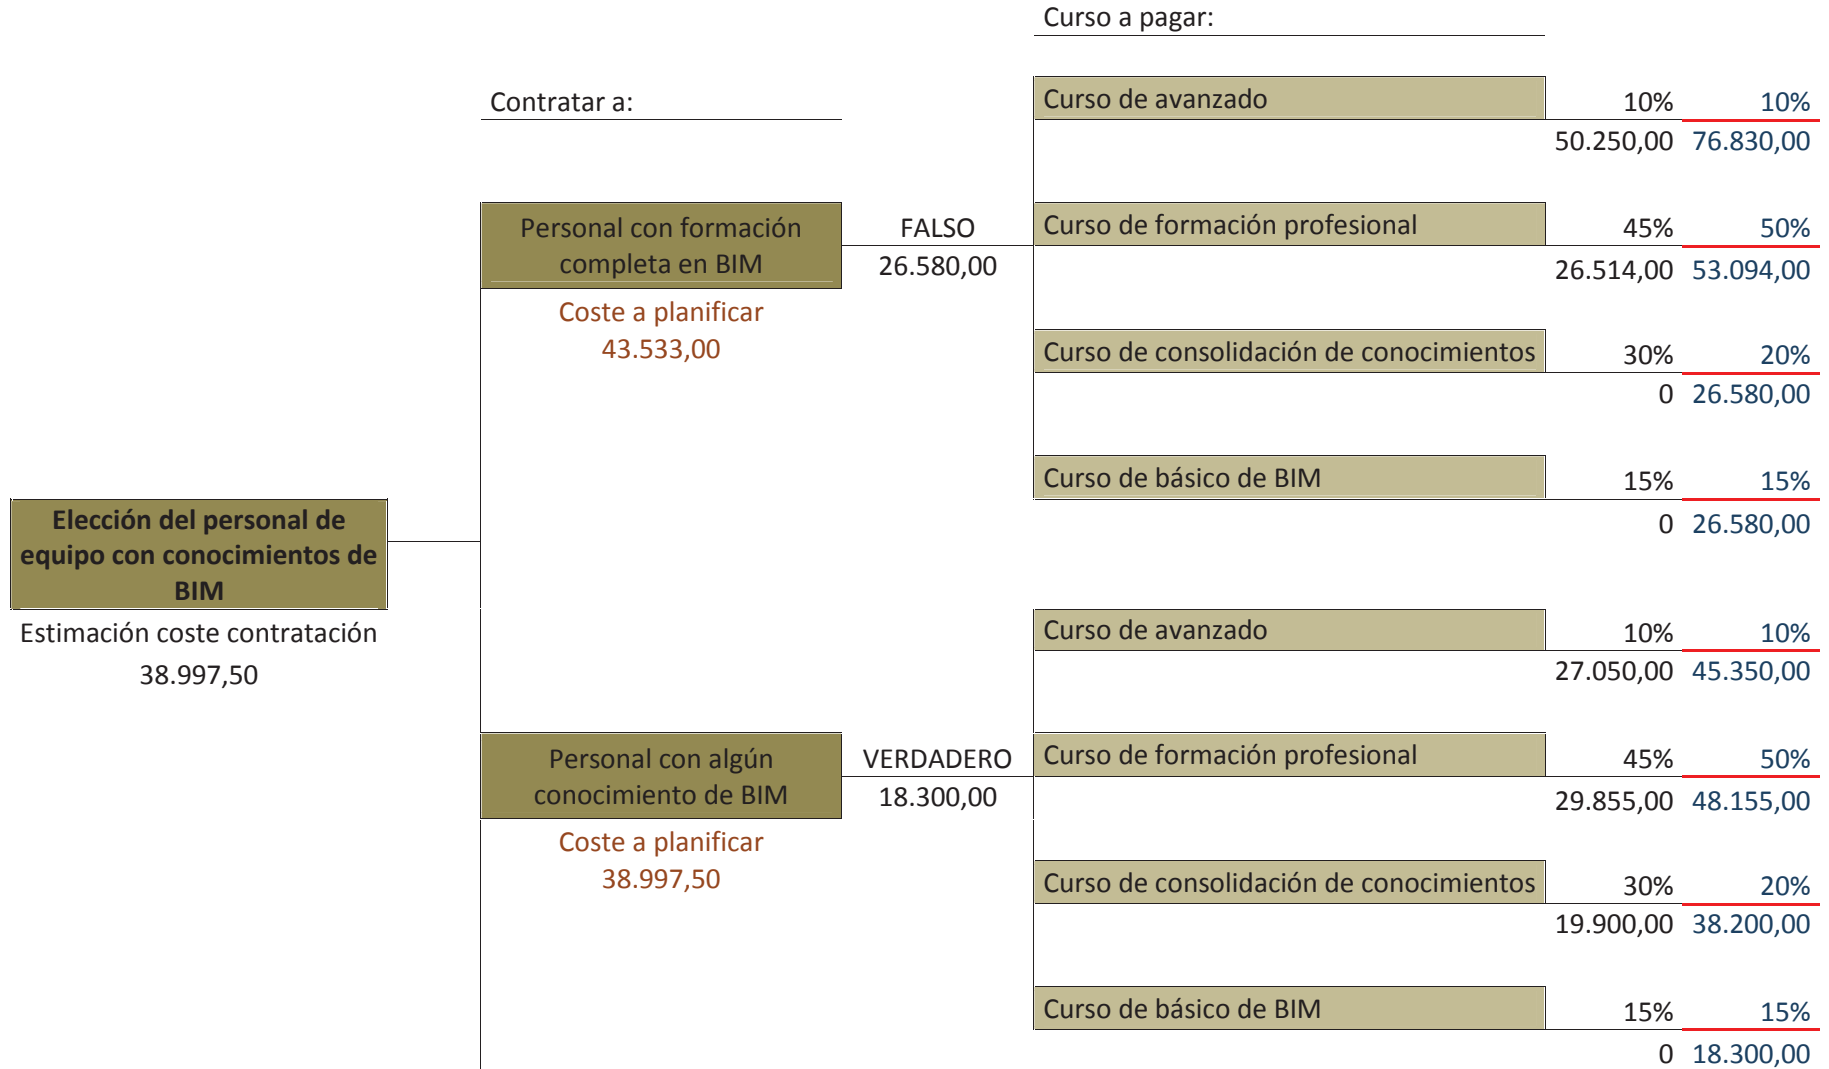 Curso a pagar:
Contratar a:
Curso de avanzado
10%
10%
50.250,00
76.830,00
Personal con formación
completa en BIM
FALSO
26.580,00
Coste a planificar
43.533,00
Curso de formación profesional
45%
50%
26.514,00
53.094,00
Curso de consolidación de conocimientos
30%
20%
0
26.580,00
Curso de básico de BIM
15%
15%
0
26.580,00
Elección del personal de
equipo con conocimientos de
BIM
Estimación coste contratación
38.997,50
Curso de avanzado
10%
10%
27.050,00
45.350,00
Personal con algún
conocimiento de BIM
VERDADERO
18.300,00
Coste a planificar
38.997,50
Curso de formación profesional
45%
50%
29.855,00
48.155,00
Curso de consolidación de conocimientos
30%
20%
19.900,00
38.200,00
Curso de básico de BIM
15%
15%
0
18.300,00